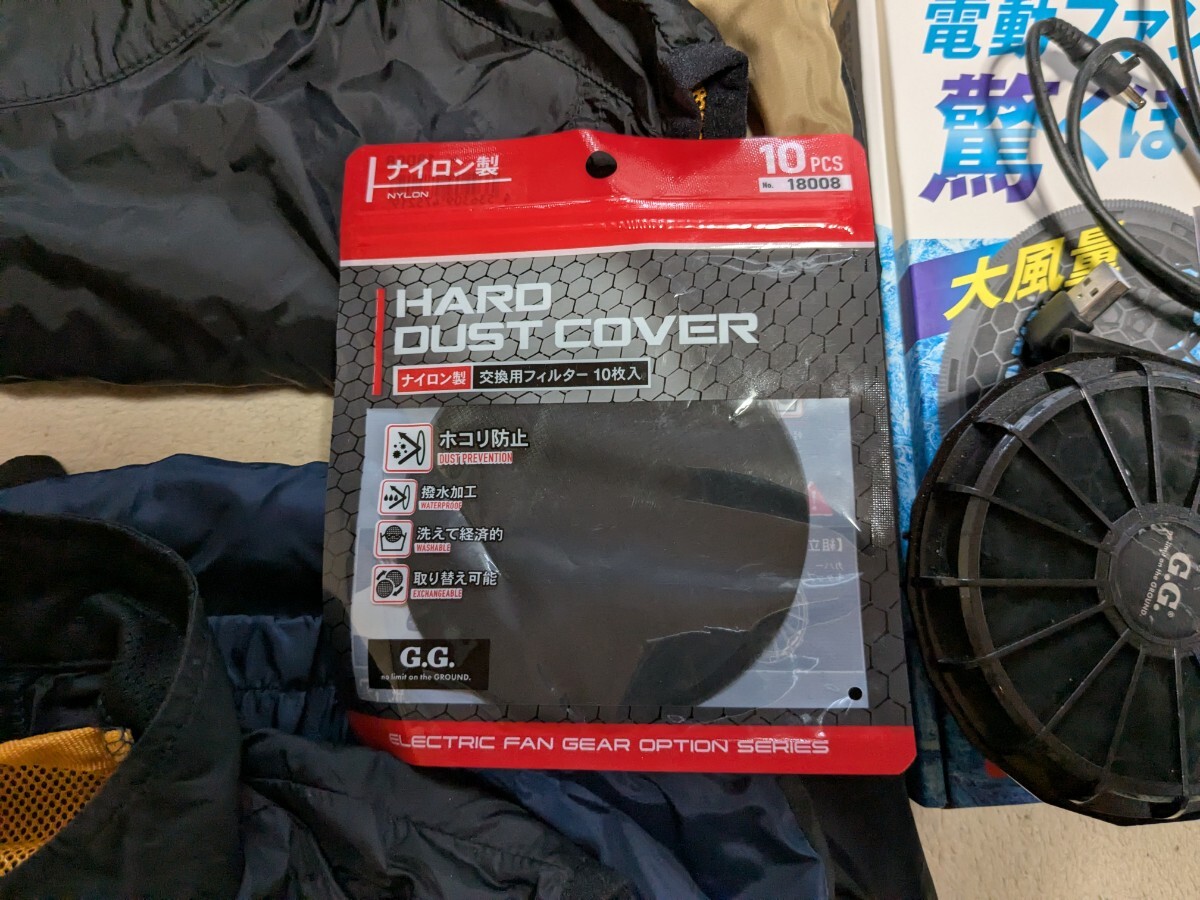 ナイロン製
NYLON
10 PCS
No. 18008
HARD
DUST COVER
ナイロン製 交換用フィルター 10枚入
ホコリ防止
DUST PREVENTION
撥水加工
WATERPROOF
洗えて経済的
WASHABLE
取り替え可能
EXCHANGEABLE
G.G.
no limit on the GROUND.
ELECTRIC FAN GEAR OPTION SERIES
電動ファン
驚くほ
大風量
G.G.